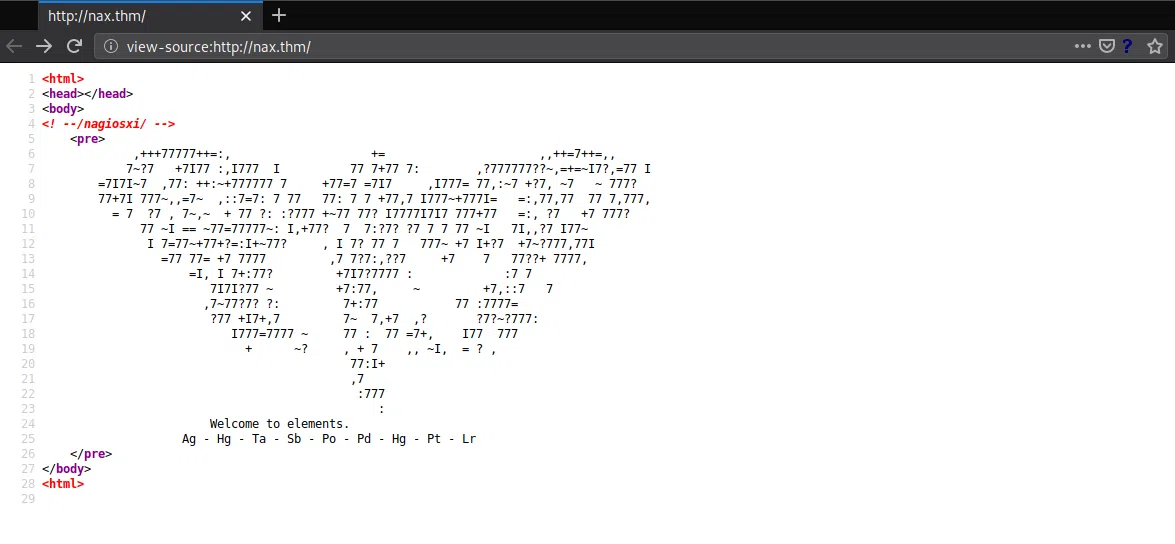 http://nax.thm/
view-source:http://nax.thm/
1 <html>
2 <head></head>
3 <body>
4 <! --/nagiosxi/ -->
5     <pre>
6              ,+++77777++=:,                    +=                      ,,++=7++=,,
7             7~?7   +7I77 :,I777  I          77 7+77 7:        ,?777777??~,=+=~I7?,=77 I
8         =7I7I~7  ,77: ++:~+777777 7     +77=7 =7I7     ,I777= 77,:~7 +?7, ~7   ~ 777?
9         77+7I 777~,,=7~  ,::7=7: 7 77   77: 7 7 +77,7 I777~+777I=   =:,77,77  77 7,777,
10           = 7  ?7 , 7~,~  + 77 ?: :?777 +~77 77? I7777I7I7 777+77   =:, ?7   +7 777?
11               77 ~I == ~77=77777~: I,+77?  7  7:?7? ?7 7 7 77 ~I   7I,,?7 I77~
12                I 7=77~+77+?=:I+~77?     , I 7? 77 7   777~ +7 I+?7  +7~?777,77I
13                  =77 77= +7 7777         ,7 7?7:,??7     +7    7   77??+ 7777,
14                      =I, I 7+:77?         +7I7?7777 :             :7 7
15                         7I7I?77 ~         +7:77,     ~         +7,::7   7
16                        ,7~77?7? ?:         7+:77           77 :7777=
17                         ?77 +I7+,7         7~  7,+7  ,?       ?7?~?777:
18                            I777=7777 ~     77 :  77 =7+,    I77  777
19                              +      ~?     , + 7    ,, ~I,  = ? ,
20                                             77:I+
21                                             ,7
22                                              :777
23                                                 :
24                         Welcome to elements.
25                     Ag - Hg - Ta - Sb - Po - Pd - Hg - Pt - Lr
26     </pre>
27 </body>
28 <html>
29